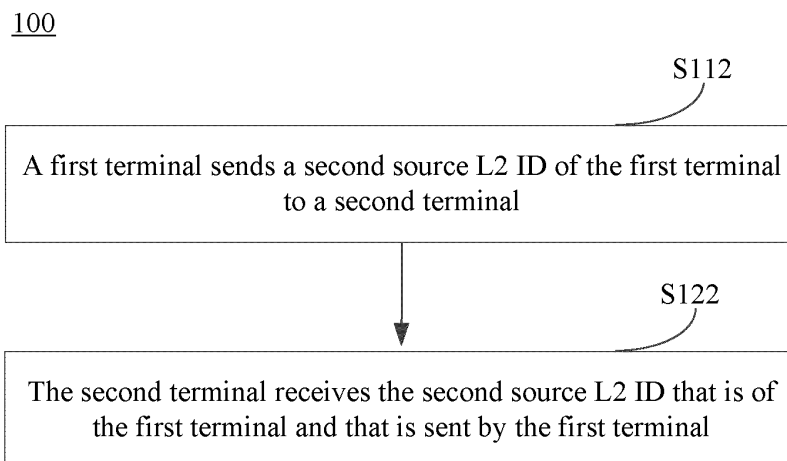 100
S112
A first terminal sends a second source L2 ID of the first terminal
to a second terminal
S122
The second terminal receives the second source L2 ID that is of
the first terminal and that is sent by the first terminal